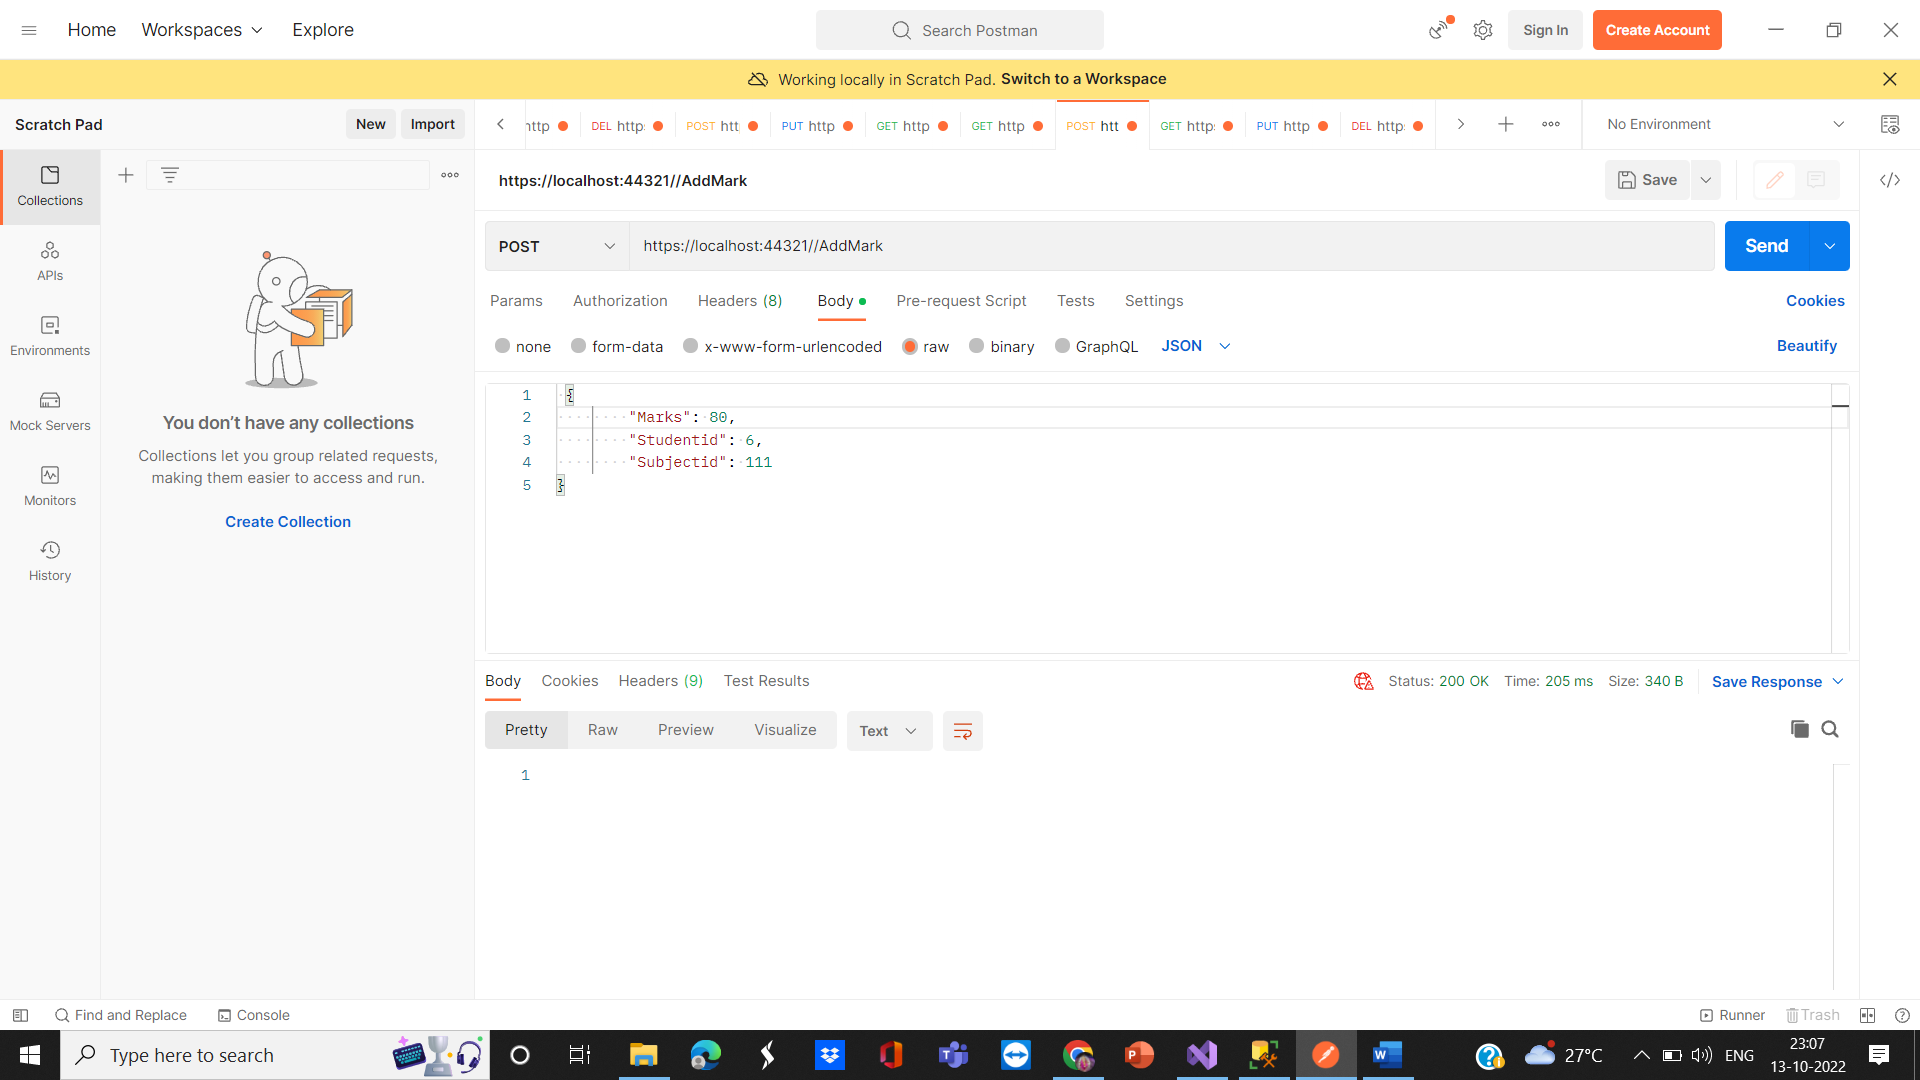 Home Workspaces Explore
Search Postman
Sign In
Create Account
Working locally in Scratch Pad. Switch to a Workspace
Scratch Pad
New
Import
http
DEL http:
POST htt
PUT http
GET http
GET http
POST htt
GET http:
PUT http
DEL http:
No Environment
Collections
APIs
Environments
Mock Servers
Monitors
History
You don’t have any collections
Collections let you group related requests,
making them easier to access and run.
Create Collection
https://localhost:44321//AddMark
Save
POST
https://localhost:44321//AddMark
Send
Params Authorization Headers (8) Body Pre-request Script Tests Settings
Cookies
none form-data x-www-form-urlencoded raw binary GraphQL JSON
Beautify
1 {
2 "Marks": 80,
3 "Studentid": 6,
4 "Subjectid": 111
5 }
Body Cookies Headers (9) Test Results
Status: 200 OK Time: 205 ms Size: 340 B
Save Response
Pretty Raw Preview Visualize
Text
1
Find and Replace
Console
Runner
Trash
Type here to search
27°C
ENG
23:07
13-10-2022